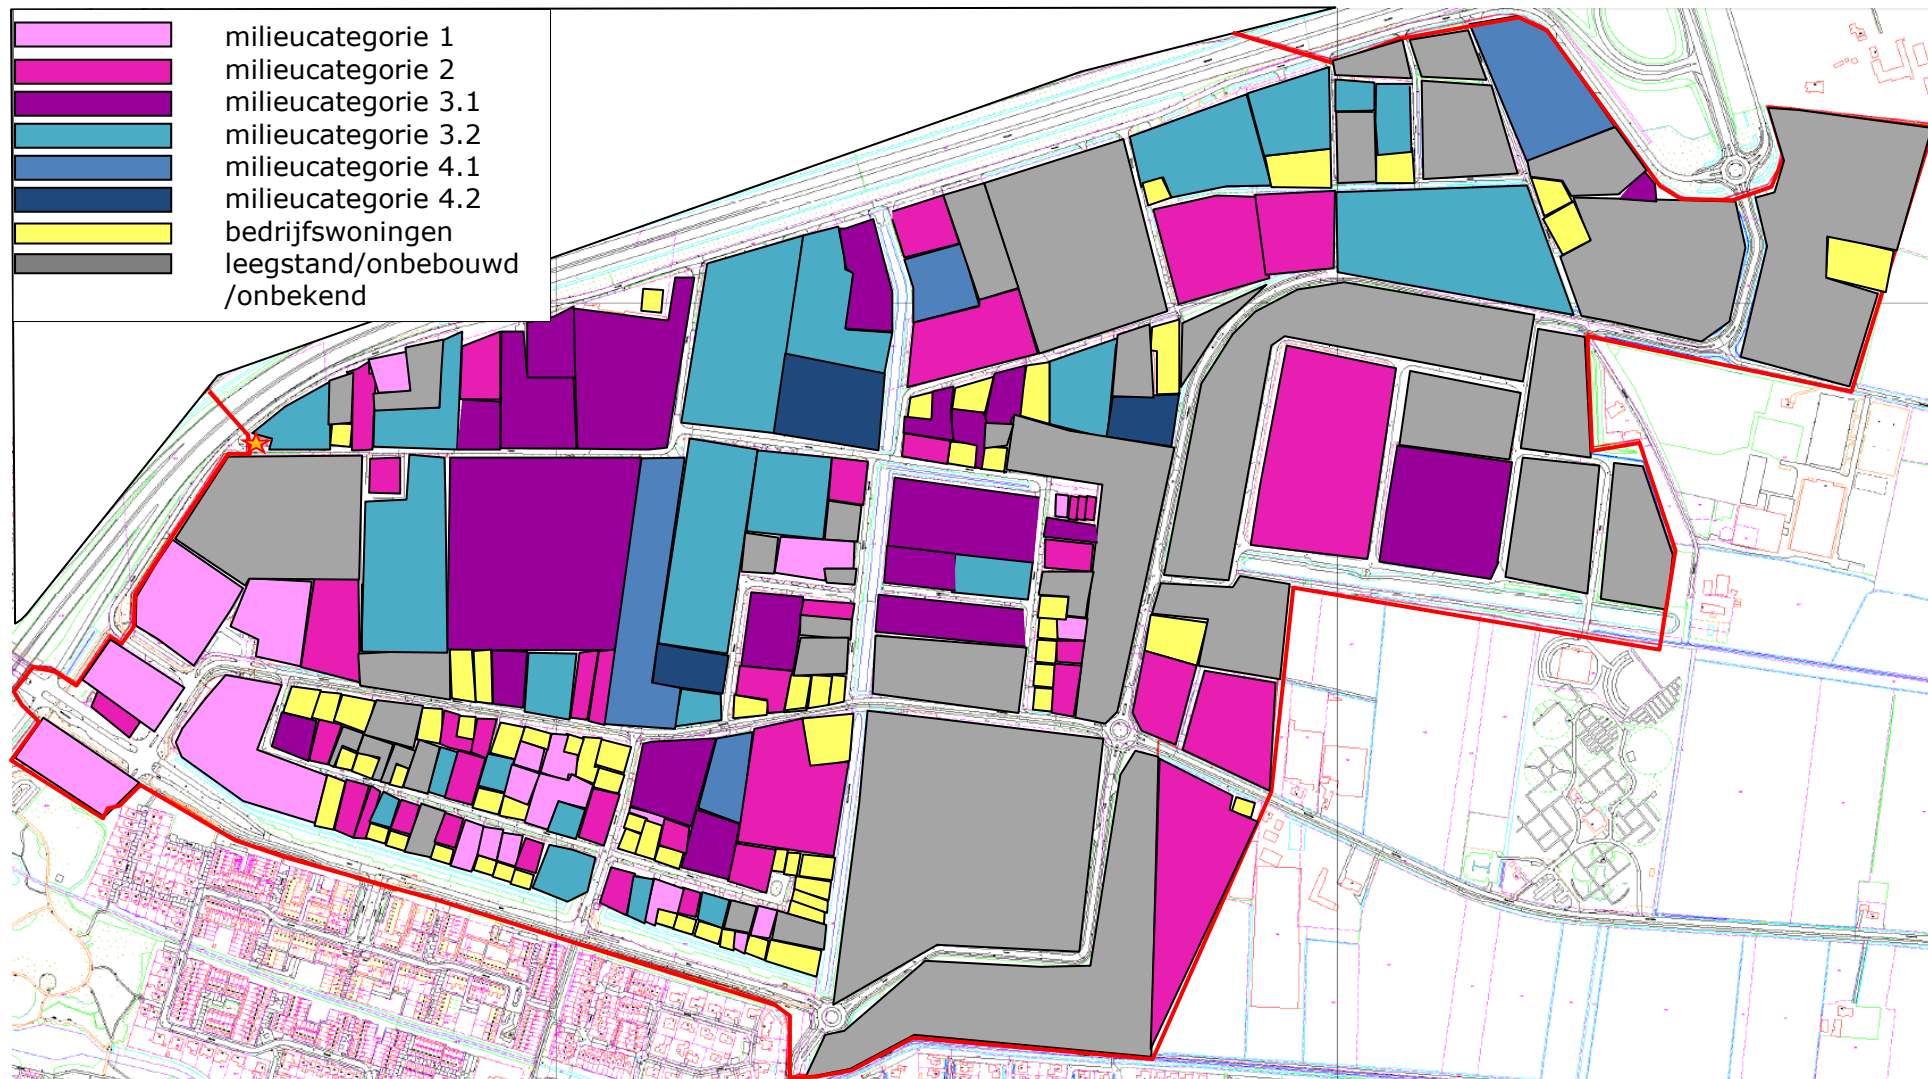 milieucategorie 1
milieucategorie 2
milieucategorie 3.1
milieucategorie 3.2
milieucategorie 4.1
milieucategorie 4.2
bedrijfswoningen
leegstand/onbebouwd
/onbekend